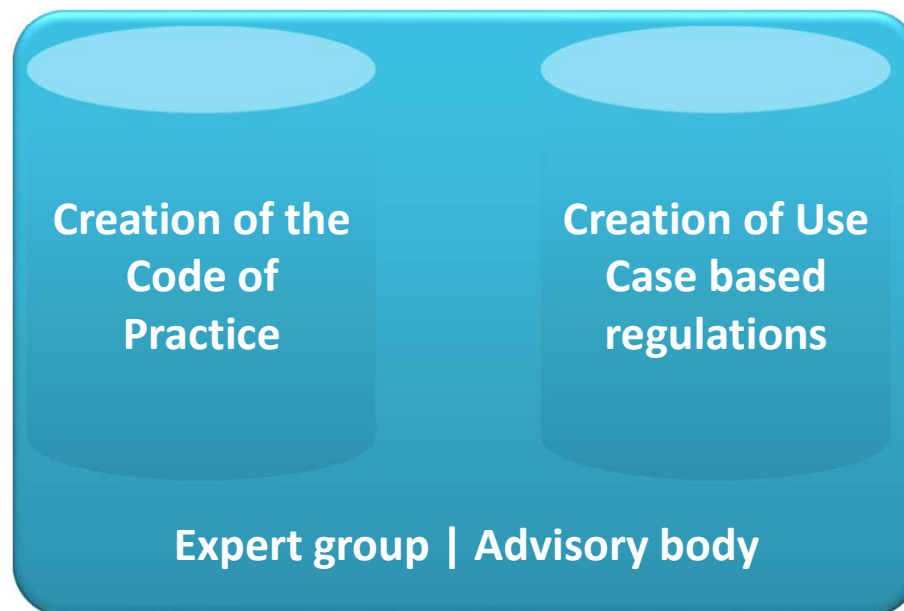 Creation of the
Code of
Practice
Creation of Use
Case based
regulations
Expert group | Advisory body